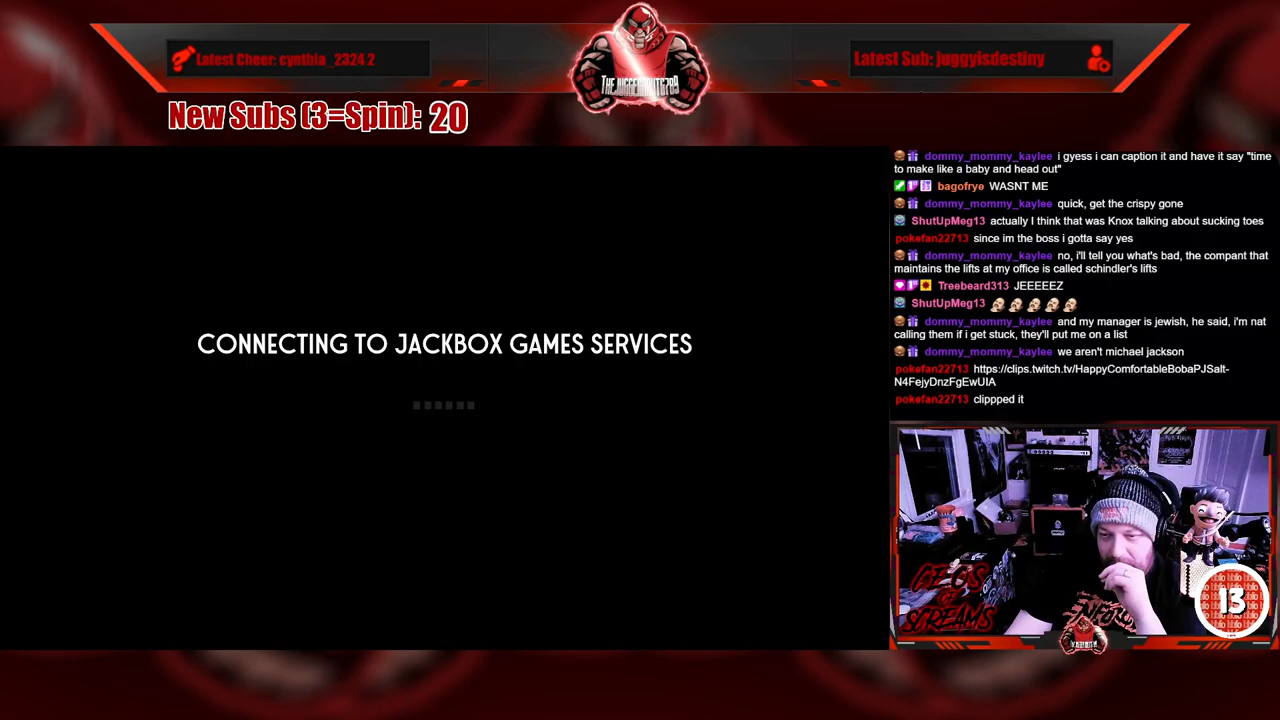 Latest Cheer: cynthia_2324 2
THEJUGGERNAUT6789
Latest Sub: juggyisdestiny
New Subs (3=Spin): 20
CONNECTING TO JACKBOX GAMES SERVICES
dommy_mommy_kaylee i gyess i can caption it and have it say "time
to make like a baby and head out"
bagofrye WASNT ME
dommy_mommy_kaylee quick, get the crispy gone
ShutUpMeg13 actually I think that was Knox talking about sucking toes
pokefan22713 since im the boss i gotta say yes
dommy_mommy_kaylee no, i'll tell you what's bad, the compant that
maintains the lifts at my office is called schindler's lifts
Treebeard313 JEEEEEZ
ShutUpMeg13
dommy_mommy_kaylee and my manager is jewish, he said, i'm nat
calling them if i get stuck, they'll put me on a list
dommy_mommy_kaylee we aren't michael jackson
pokefan22713 https://clips.twitch.tv/HappyComfortableBobaPJSalt-
N4FejyDnzFgEwUIA
pokefan22713 clippped it
SCREAMS
13